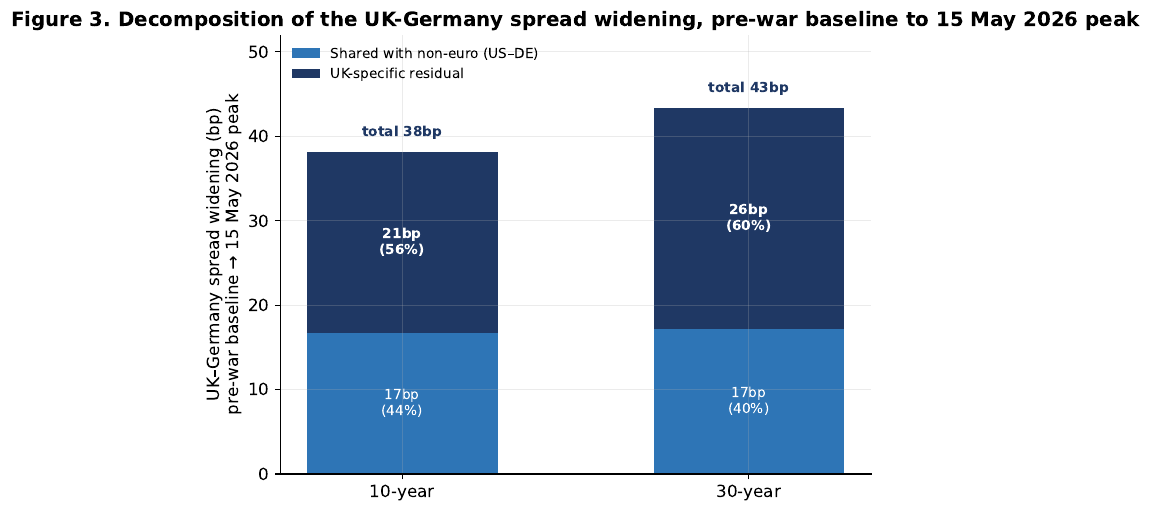 Figure 3. Decomposition of the UK-Germany spread widening, pre-war baseline to 15 May 2026 peak
UK–Germany spread widening (bp)
pre-war baseline → 15 May 2026 peak
50
40
30
20
10
0
Shared with non-euro (US–DE)
UK-specific residual
total 38bp
21bp
(56%)
17bp
(44%)
total 43bp
26bp
(60%)
17bp
(40%)
10-year
30-year